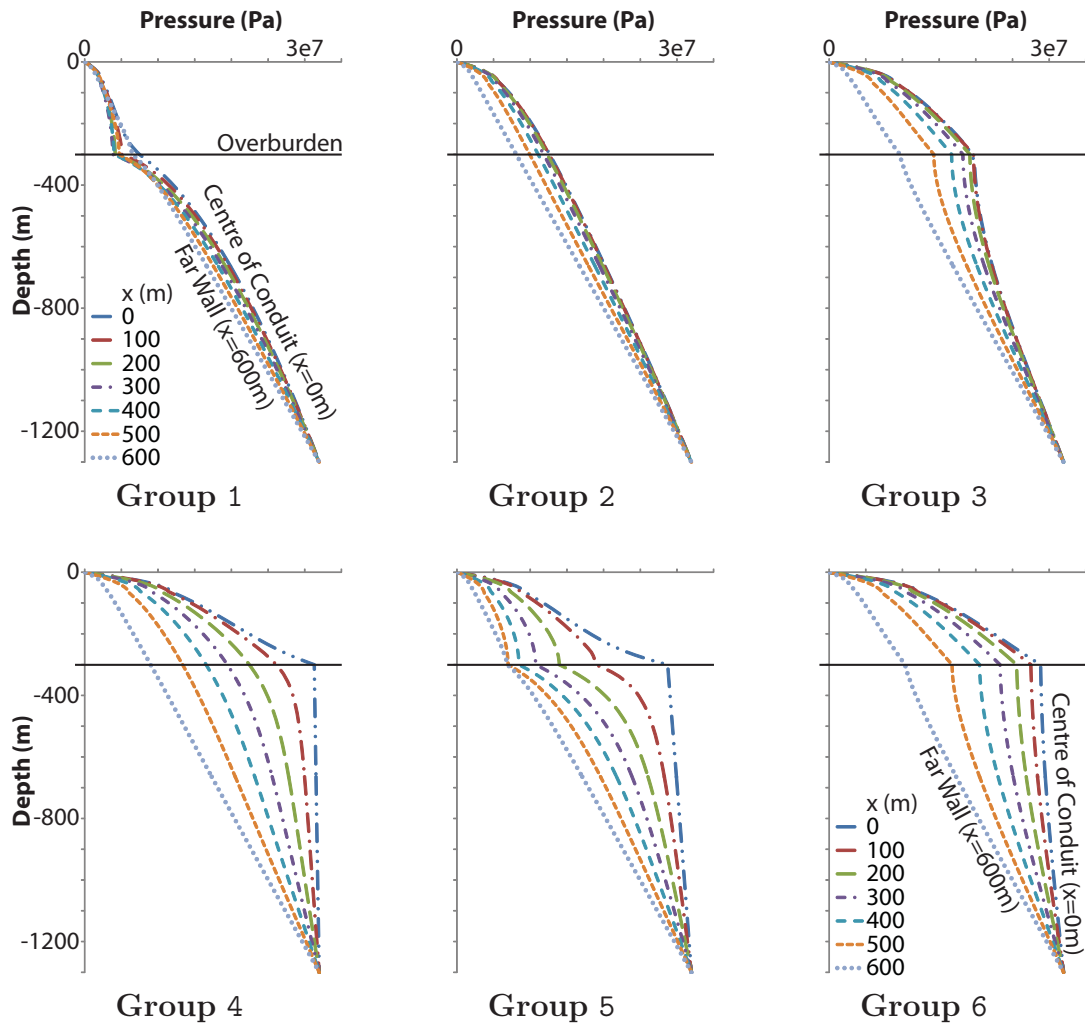 Pressure (Pa) Pressure (Pa) Pressure (Pa)
0 3e7 0 3e7 0 3e7
0
Overburden
-400
-800
-1200
Depth (m)
Centre of Conduit (x=0m)
Far Wall (x=600m)
x (m)
0
100
200
300
400
500
600
Group 1 Group 2 Group 3
0
-400
-800
-1200
Depth (m)
Centre of Conduit (x=0m)
Far Wall (x=600m)
x (m)
0
100
200
300
400
500
600
Group 4 Group 5 Group 6